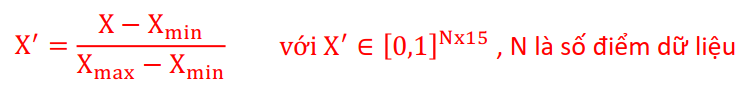 X′ = (X − X_min) / (X_max − X_min) với X′ ∈ [0,1]^Nx15 , N là số điểm dữ liệu